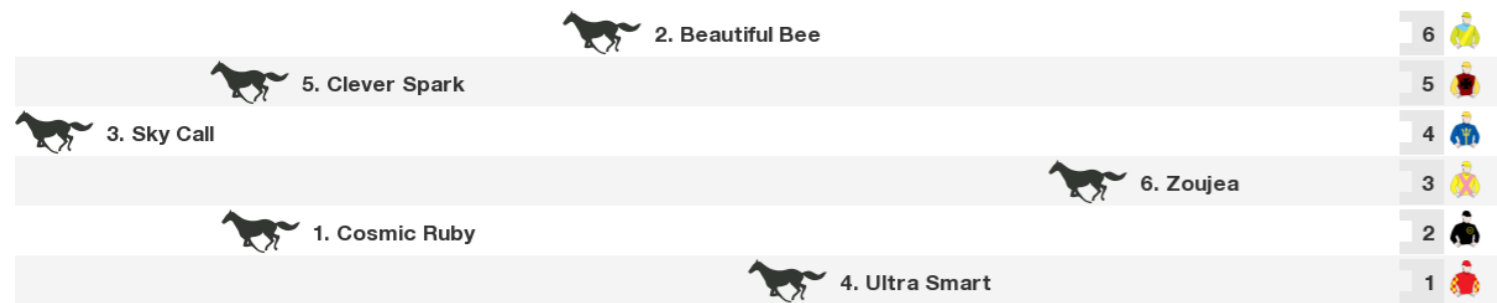 2. Beautiful Bee 6
5. Clever Spark 5
3. Sky Call 4
6. Zoujea 3
1. Cosmic Ruby 2
4. Ultra Smart 1